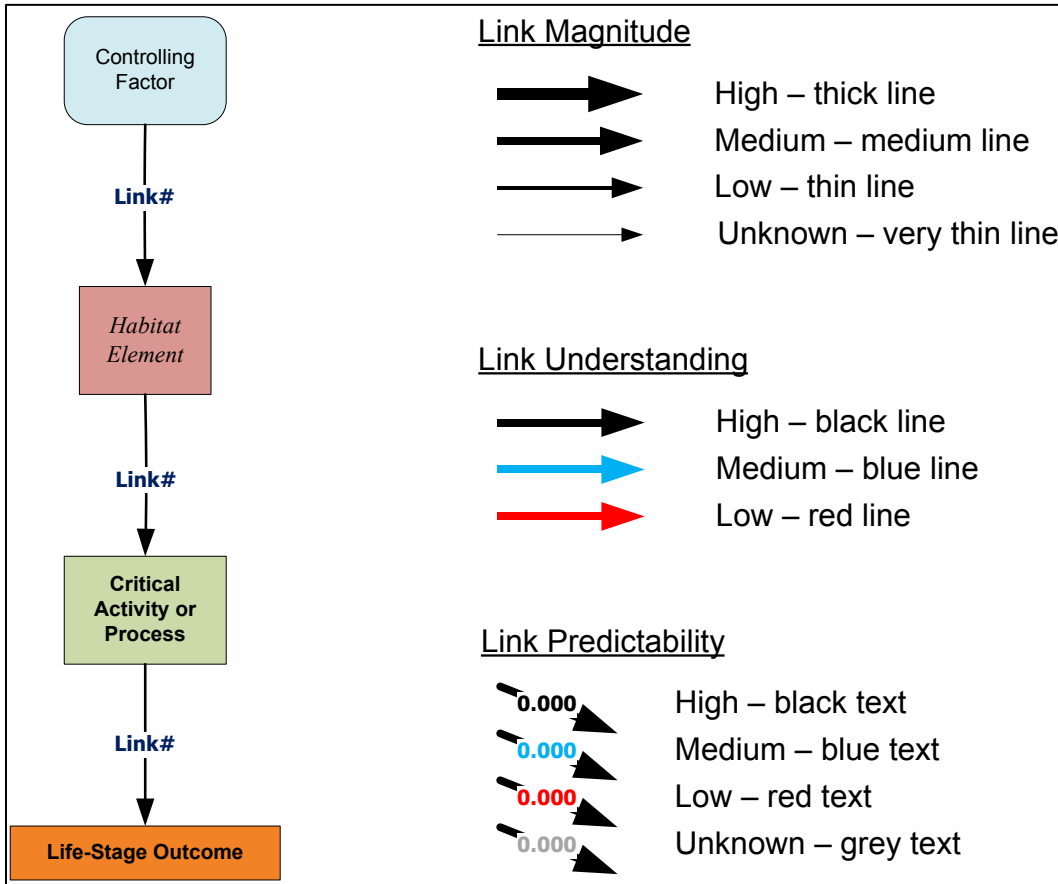 Controlling
Factor
Link#
Habitat
Element
Link#
Critical
Activity or
Process
Link#
Life-Stage Outcome
Link Magnitude
High – thick line
Medium – medium line
Low – thin line
Unknown – very thin line
Link Understanding
High – black line
Medium – blue line
Low – red line
Link Predictability
0.000 High – black text
0.000 Medium – blue text
0.000 Low – red text
0.000 Unknown – grey text